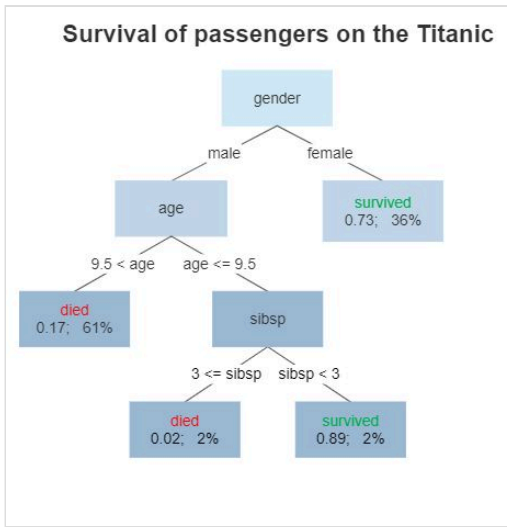 Survival of passengers on the Titanic
gender
male
female
age
survived
0.73; 36%
9.5 < age
age <= 9.5
died
0.17; 61%
sibsp
3 <= sibsp
sibsp < 3
died
0.02; 2%
survived
0.89; 2%